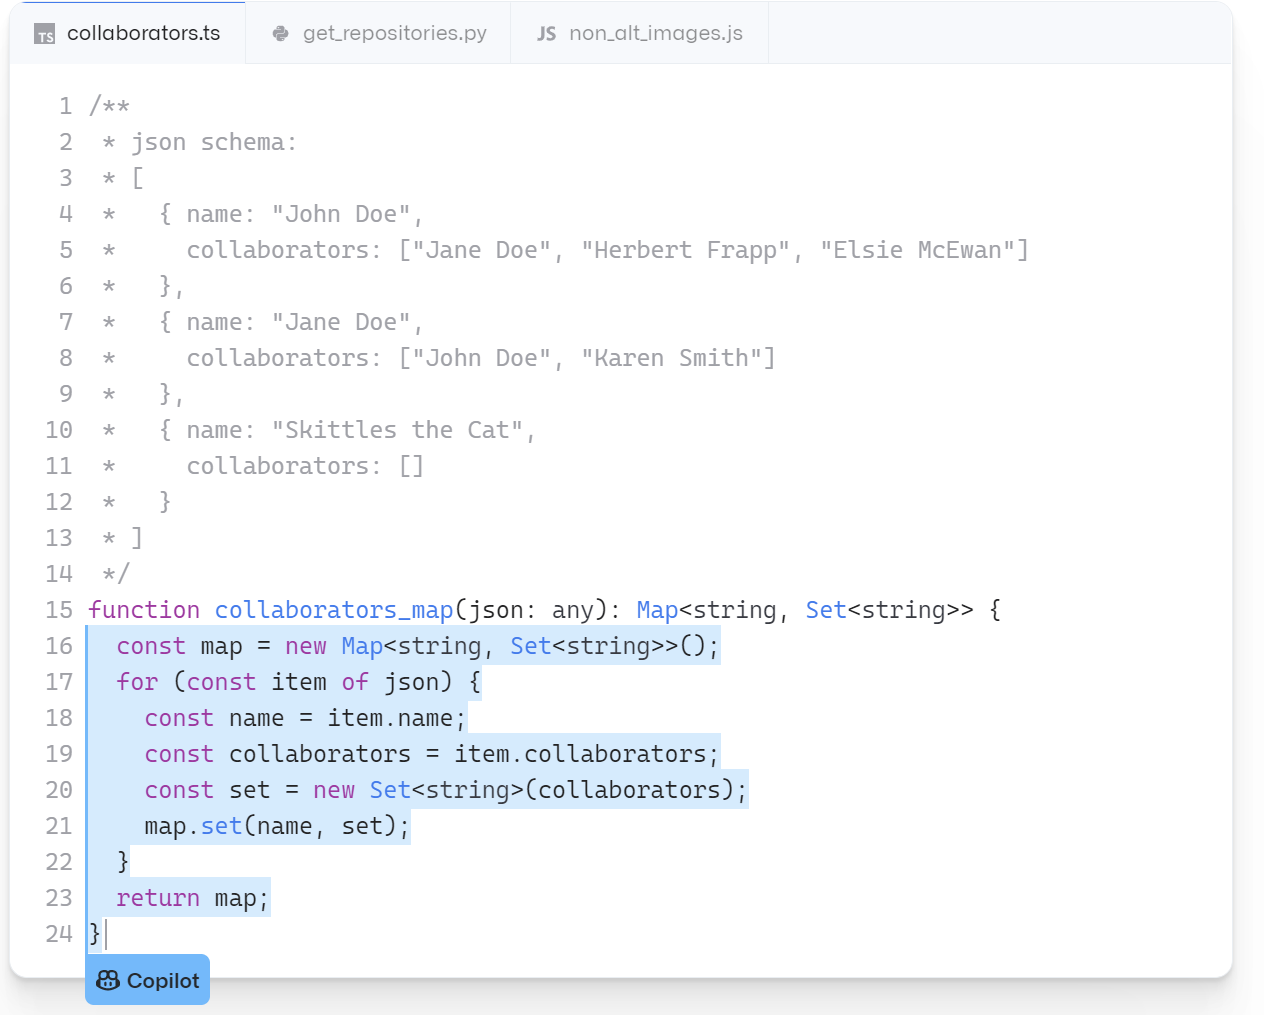 TS collaborators.ts get_repositories.py JS non_alt_images.js
1 /**
2  * json schema:
3  * [
4  *   { name: "John Doe",
5  *     collaborators: ["Jane Doe", "Herbert Frapp", "Elsie McEwan"]
6  *   },
7  *   { name: "Jane Doe",
8  *     collaborators: ["John Doe", "Karen Smith"]
9  *   },
10  *   { name: "Skittles the Cat",
11  *     collaborators: []
12  *   }
13  * ]
14  */
15 function collaborators_map(json: any): Map<string, Set<string>> {
16   const map = new Map<string, Set<string>>();
17   for (const item of json) {
18     const name = item.name;
19     const collaborators = item.collaborators;
20     const set = new Set<string>(collaborators);
21     map.set(name, set);
22   }
23   return map;
24 }
Copilot